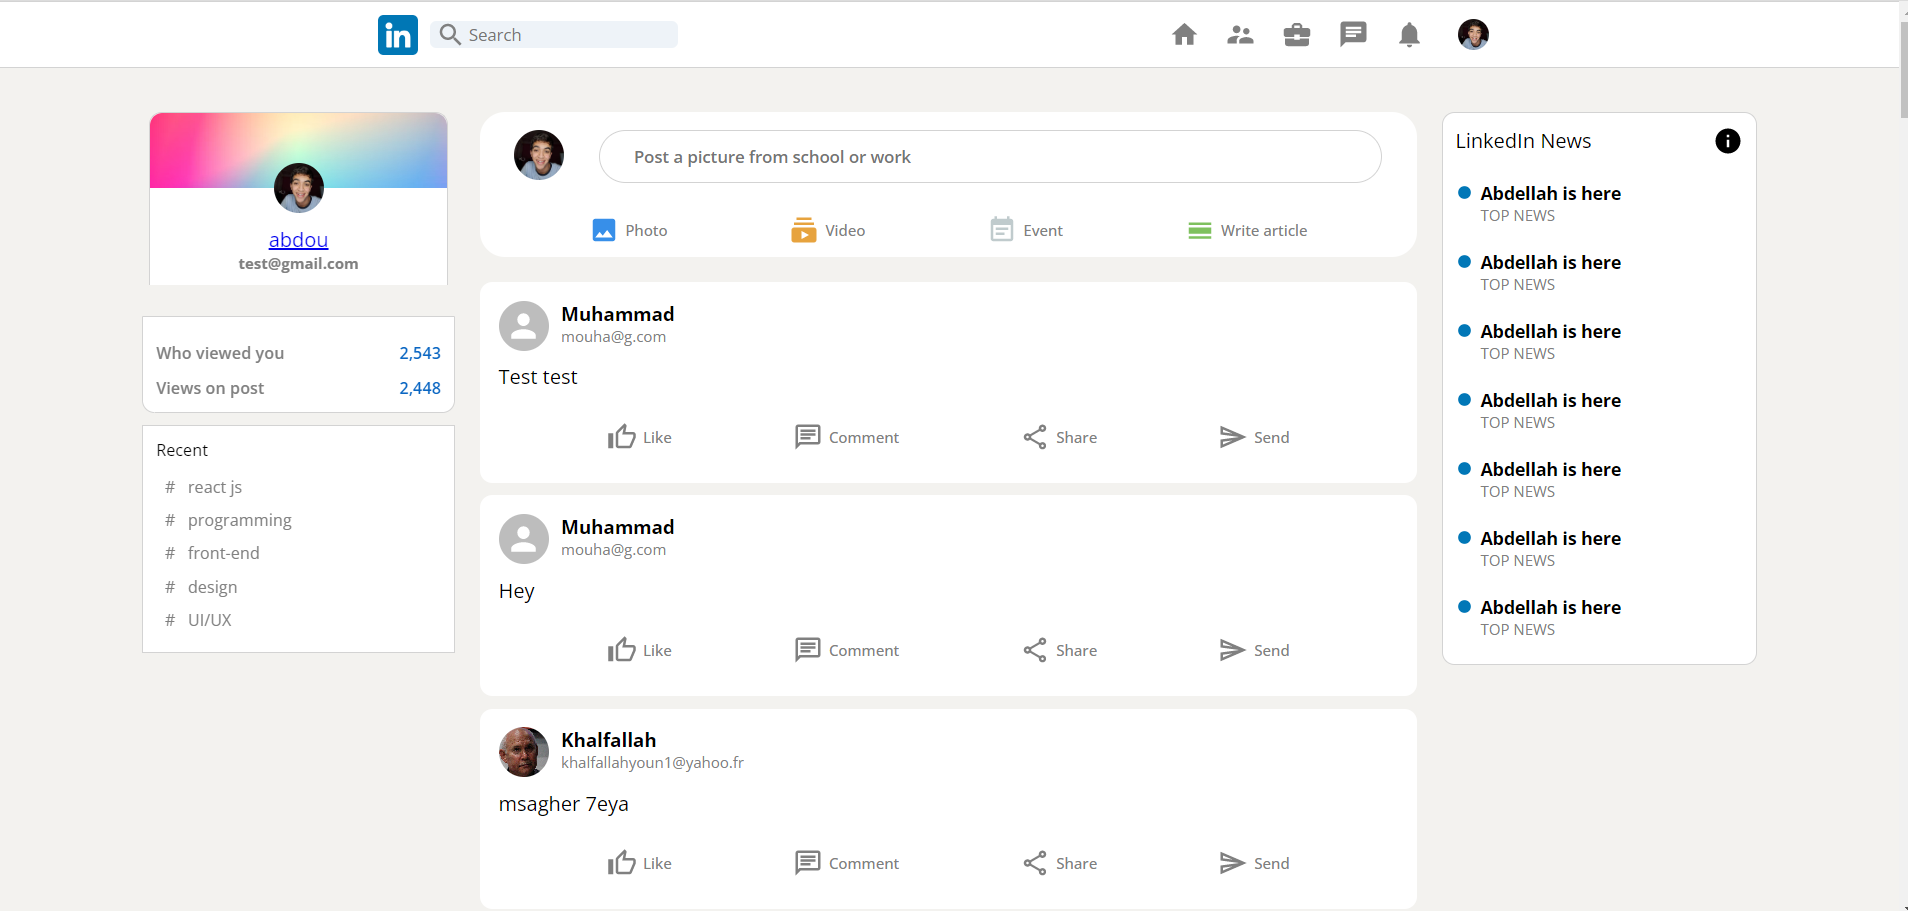 in
Search
abdou
test@gmail.com
Who viewed you 2,543
Views on post 2,448
Recent
# react js
# programming
# front-end
# design
# UI/UX
Post a picture from school or work
Photo Video Event Write article
Muhammad
mouha@g.com
Test test
Like Comment Share Send
Muhammad
mouha@g.com
Hey
Like Comment Share Send
Khalfallah
khalfallahyoun1@yahoo.fr
msagher 7eya
Like Comment Share Send
LinkedIn News
Abdellah is here
TOP NEWS
Abdellah is here
TOP NEWS
Abdellah is here
TOP NEWS
Abdellah is here
TOP NEWS
Abdellah is here
TOP NEWS
Abdellah is here
TOP NEWS
Abdellah is here
TOP NEWS